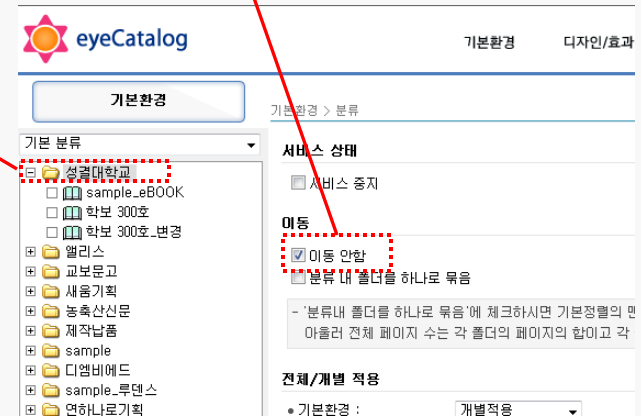 eyeCatalog
기본환경 디자인/효과
기본환경
기본환경 > 분류
기본 분류
성결대학교
sample_eBOOK
학보 300호
학보 300호_변경
앨리스
교보문고
새움기획
농축산신문
제작납품
sample
디엠비에드
sample_루덴스
연하나로기획
서비스 상태
서비스 중지
이동
이동 안함
분류 내 폴더를 하나로 묶음
- '분류내 폴더를 하나로 묶음'에 체크하시면 기본정렬의 맨
아울러 전체 페이지 수는 각 폴더의 페이지의 합이고 각
전체/개별 적용
기본환경 : 개별적용